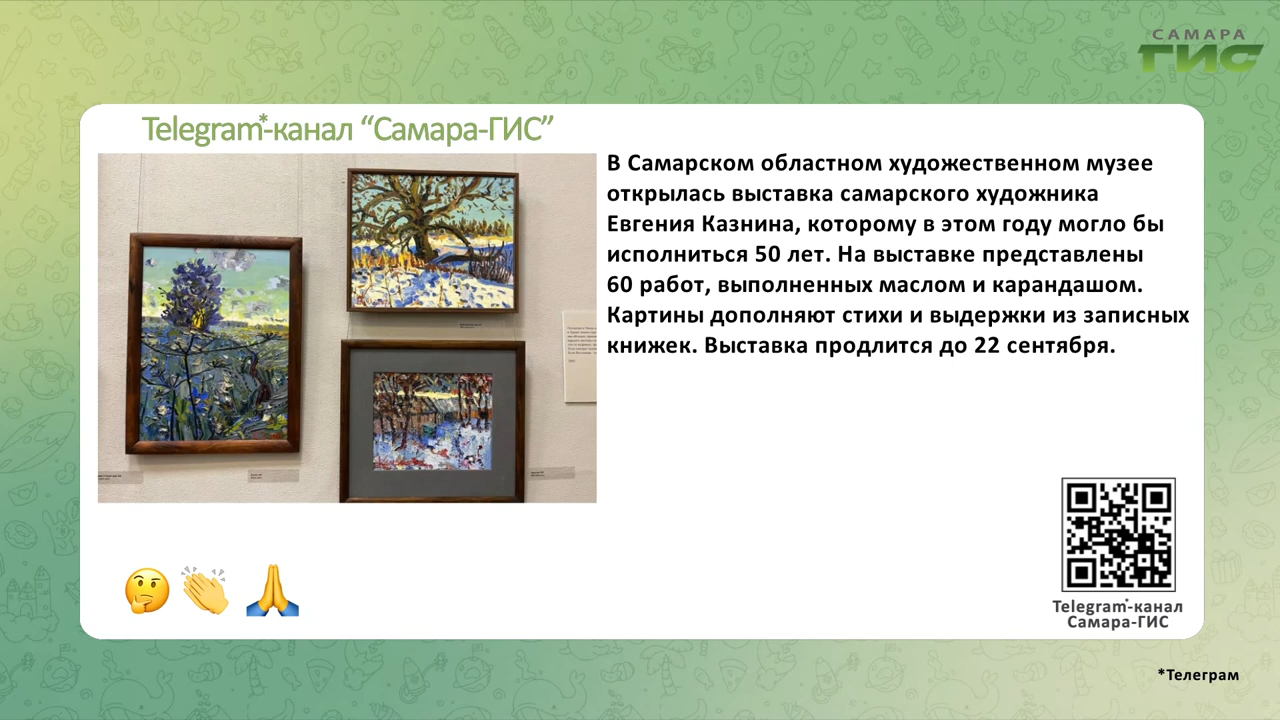 САМАРА
ГИС
Telegram*-канал “Самара-ГИС”
В Самарском областном художественном музее
открылась выставка самарского художника
Евгения Казнина, которому в этом году могло бы
исполниться 50 лет. На выставке представлены
60 работ, выполненных маслом и карандашом.
Картины дополняют стихи и выдержки из записных
книжек. Выставка продлится до 22 сентября.
Telegram*-канал
Самара-ГИС
*Телеграм